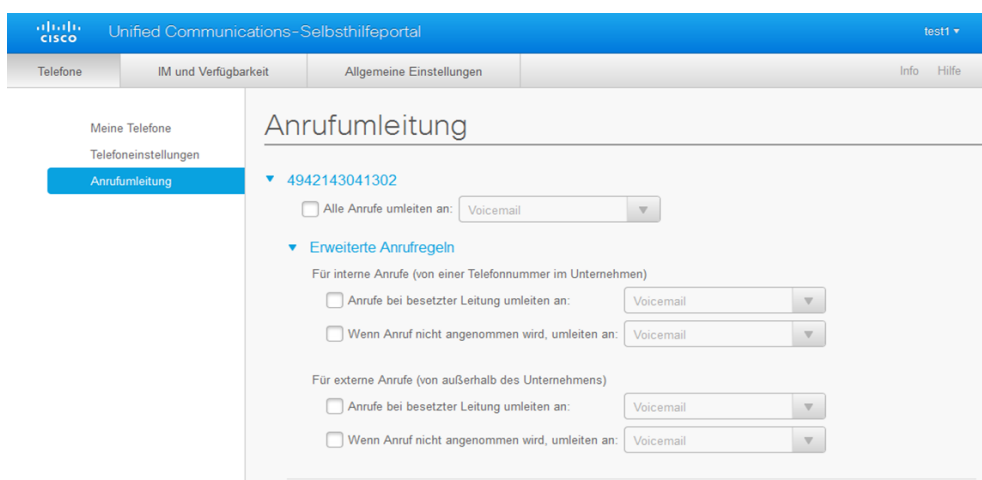 CISCO
Unified Communications-Selbsthilfeportal
test1
Telefone
IM und Verfügbarkeit
Allgemeine Einstellungen
Info
Hilfe
Meine Telefone
Telefoneinstellungen
Anrufumleitung
Anrufumleitung
4942143041302
Alle Anrufe umleiten an: Voicemail
Erweiterte Anrufregeln
Für interne Anrufe (von einer Telefonnummer im Unternehmen)
Anrufe bei besetzter Leitung umleiten an: Voicemail
Wenn Anruf nicht angenommen wird, umleiten an: Voicemail
Für externe Anrufe (von außerhalb des Unternehmens)
Anrufe bei besetzter Leitung umleiten an: Voicemail
Wenn Anruf nicht angenommen wird, umleiten an: Voicemail